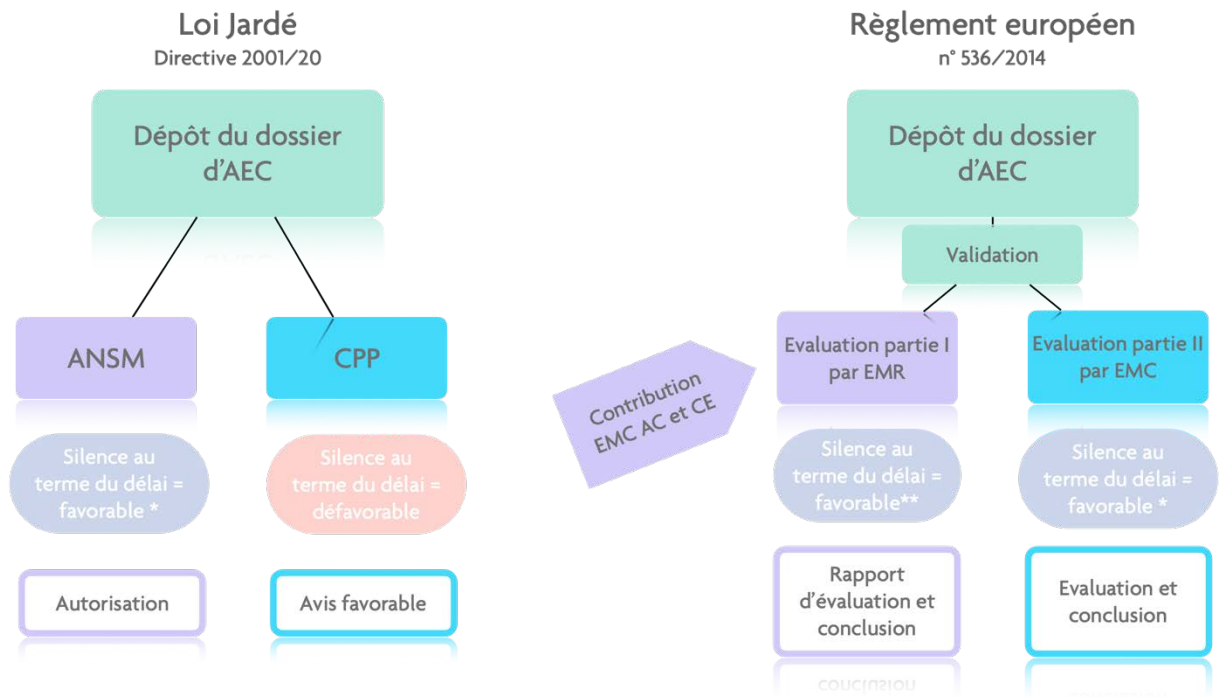 Loi Jardé
Directive 2001/20
Dépôt du dossier
d'AEC
ANSM
CPP
Silence au
terme du délai =
favorable *
Silence au
terme du délai =
défavorable
Autorisation
Avis favorable
Règlement européen
n° 536/2014
Dépôt du dossier
d'AEC
Validation
Evaluation partie I
par EMR
Evaluation partie II
par EMC
Contribution
EMC AC et CE
Silence au
terme du délai =
favorable**
Silence au
terme du délai =
favorable *
Rapport
d'évaluation et
conclusion
Evaluation et
conclusion